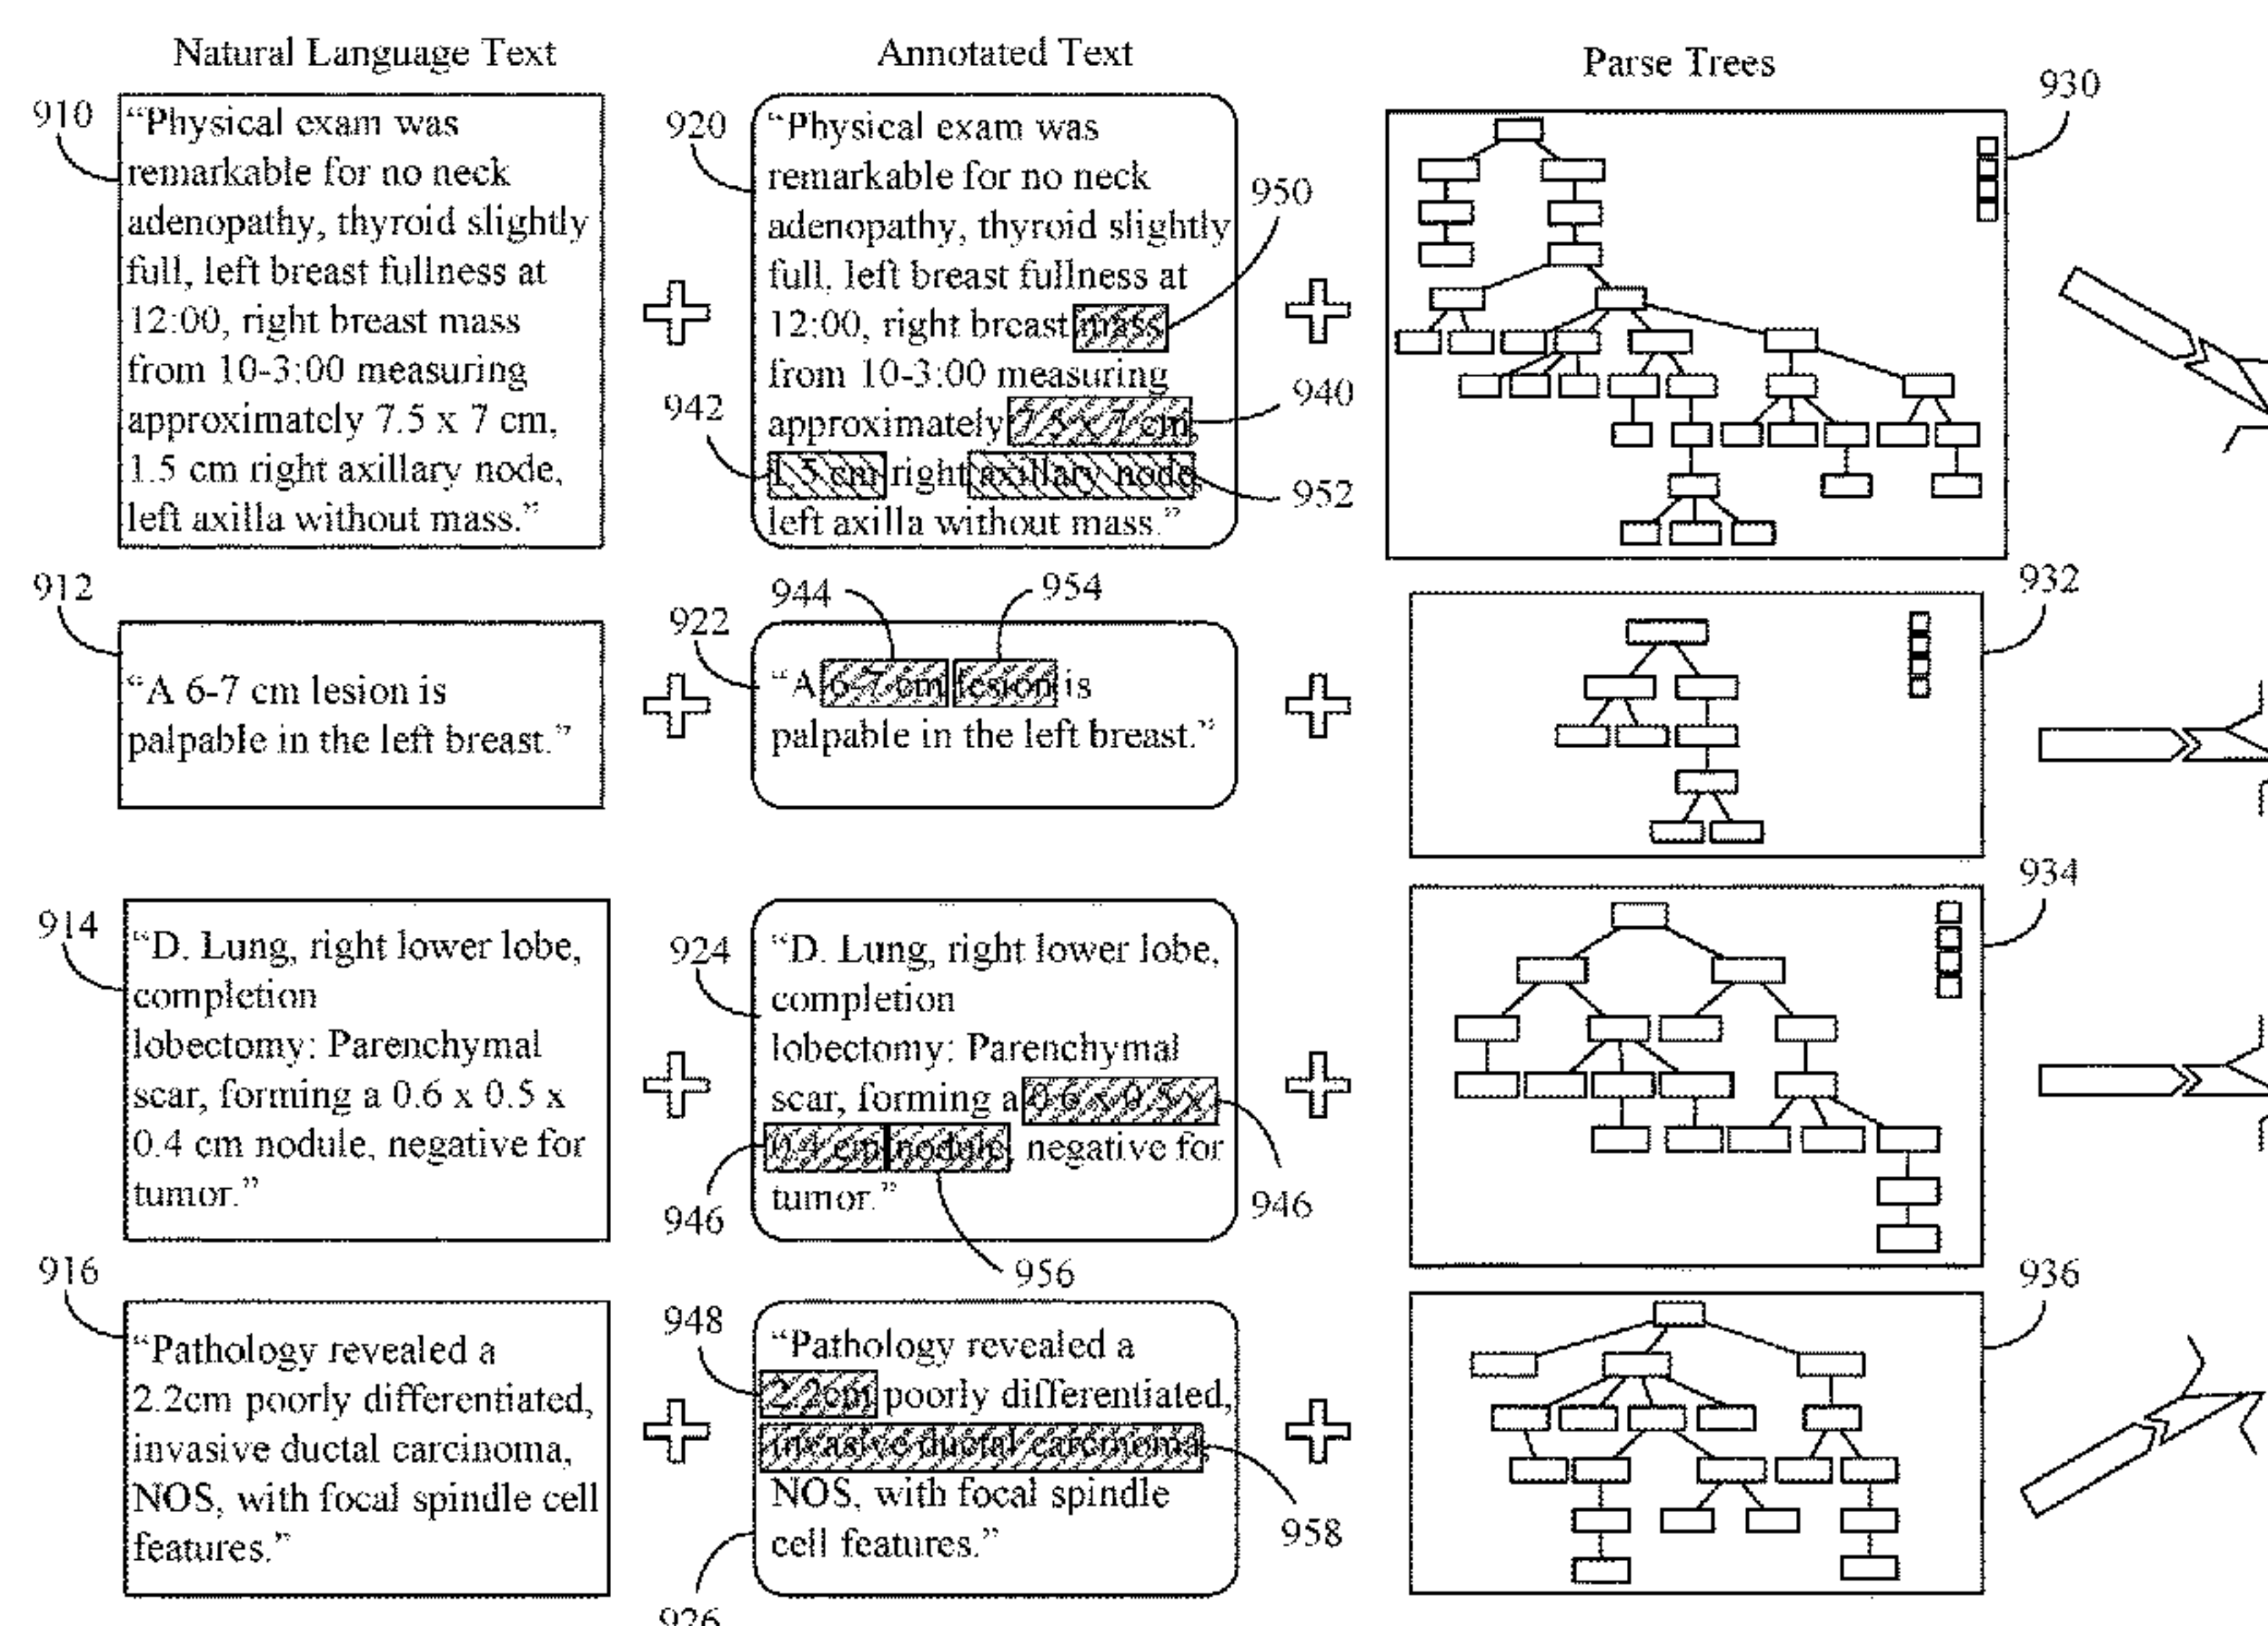 Natural Language Text
Annotated Text
Parse Trees
910
“Physical exam was
remarkable for no neck
adenopathy, thyroid slightly
full, left breast fullness at
12:00, right breast mass
from 10-3:00 measuring
approximately 7.5 x 7 cm,
1.5 cm right axillary node,
left axilla without mass.”
920
“Physical exam was
remarkable for no neck
adenopathy, thyroid slightly
full, left breast fullness at
12:00, right breast mass
from 10-3:00 measuring
approximately 7.5 x 7 cm,
1.5 cm right axillary node,
left axilla without mass.”
950
940
942
952
930
912
“A 6-7 cm lesion is
palpable in the left breast.”
922
944
954
“A 6-7 cm lesion is
palpable in the left breast.”
932
914
“D. Lung, right lower lobe,
completion
lobectomy: Parenchymal
scar, forming a 0.6 x 0.5 x
0.4 cm nodule, negative for
tumor.”
924
“D. Lung, right lower lobe,
completion
lobectomy: Parenchymal
scar, forming a 0.6 x 0.5 x
0.4 cm nodule, negative for
tumor.”
946
946
956
934
916
“Pathology revealed a
2.2cm poorly differentiated,
invasive ductal carcinoma,
NOS, with focal spindle cell
features.”
948
“Pathology revealed a
2.2cm poorly differentiated,
invasive ductal carcinoma,
NOS, with focal spindle
cell features.”
958
926
936